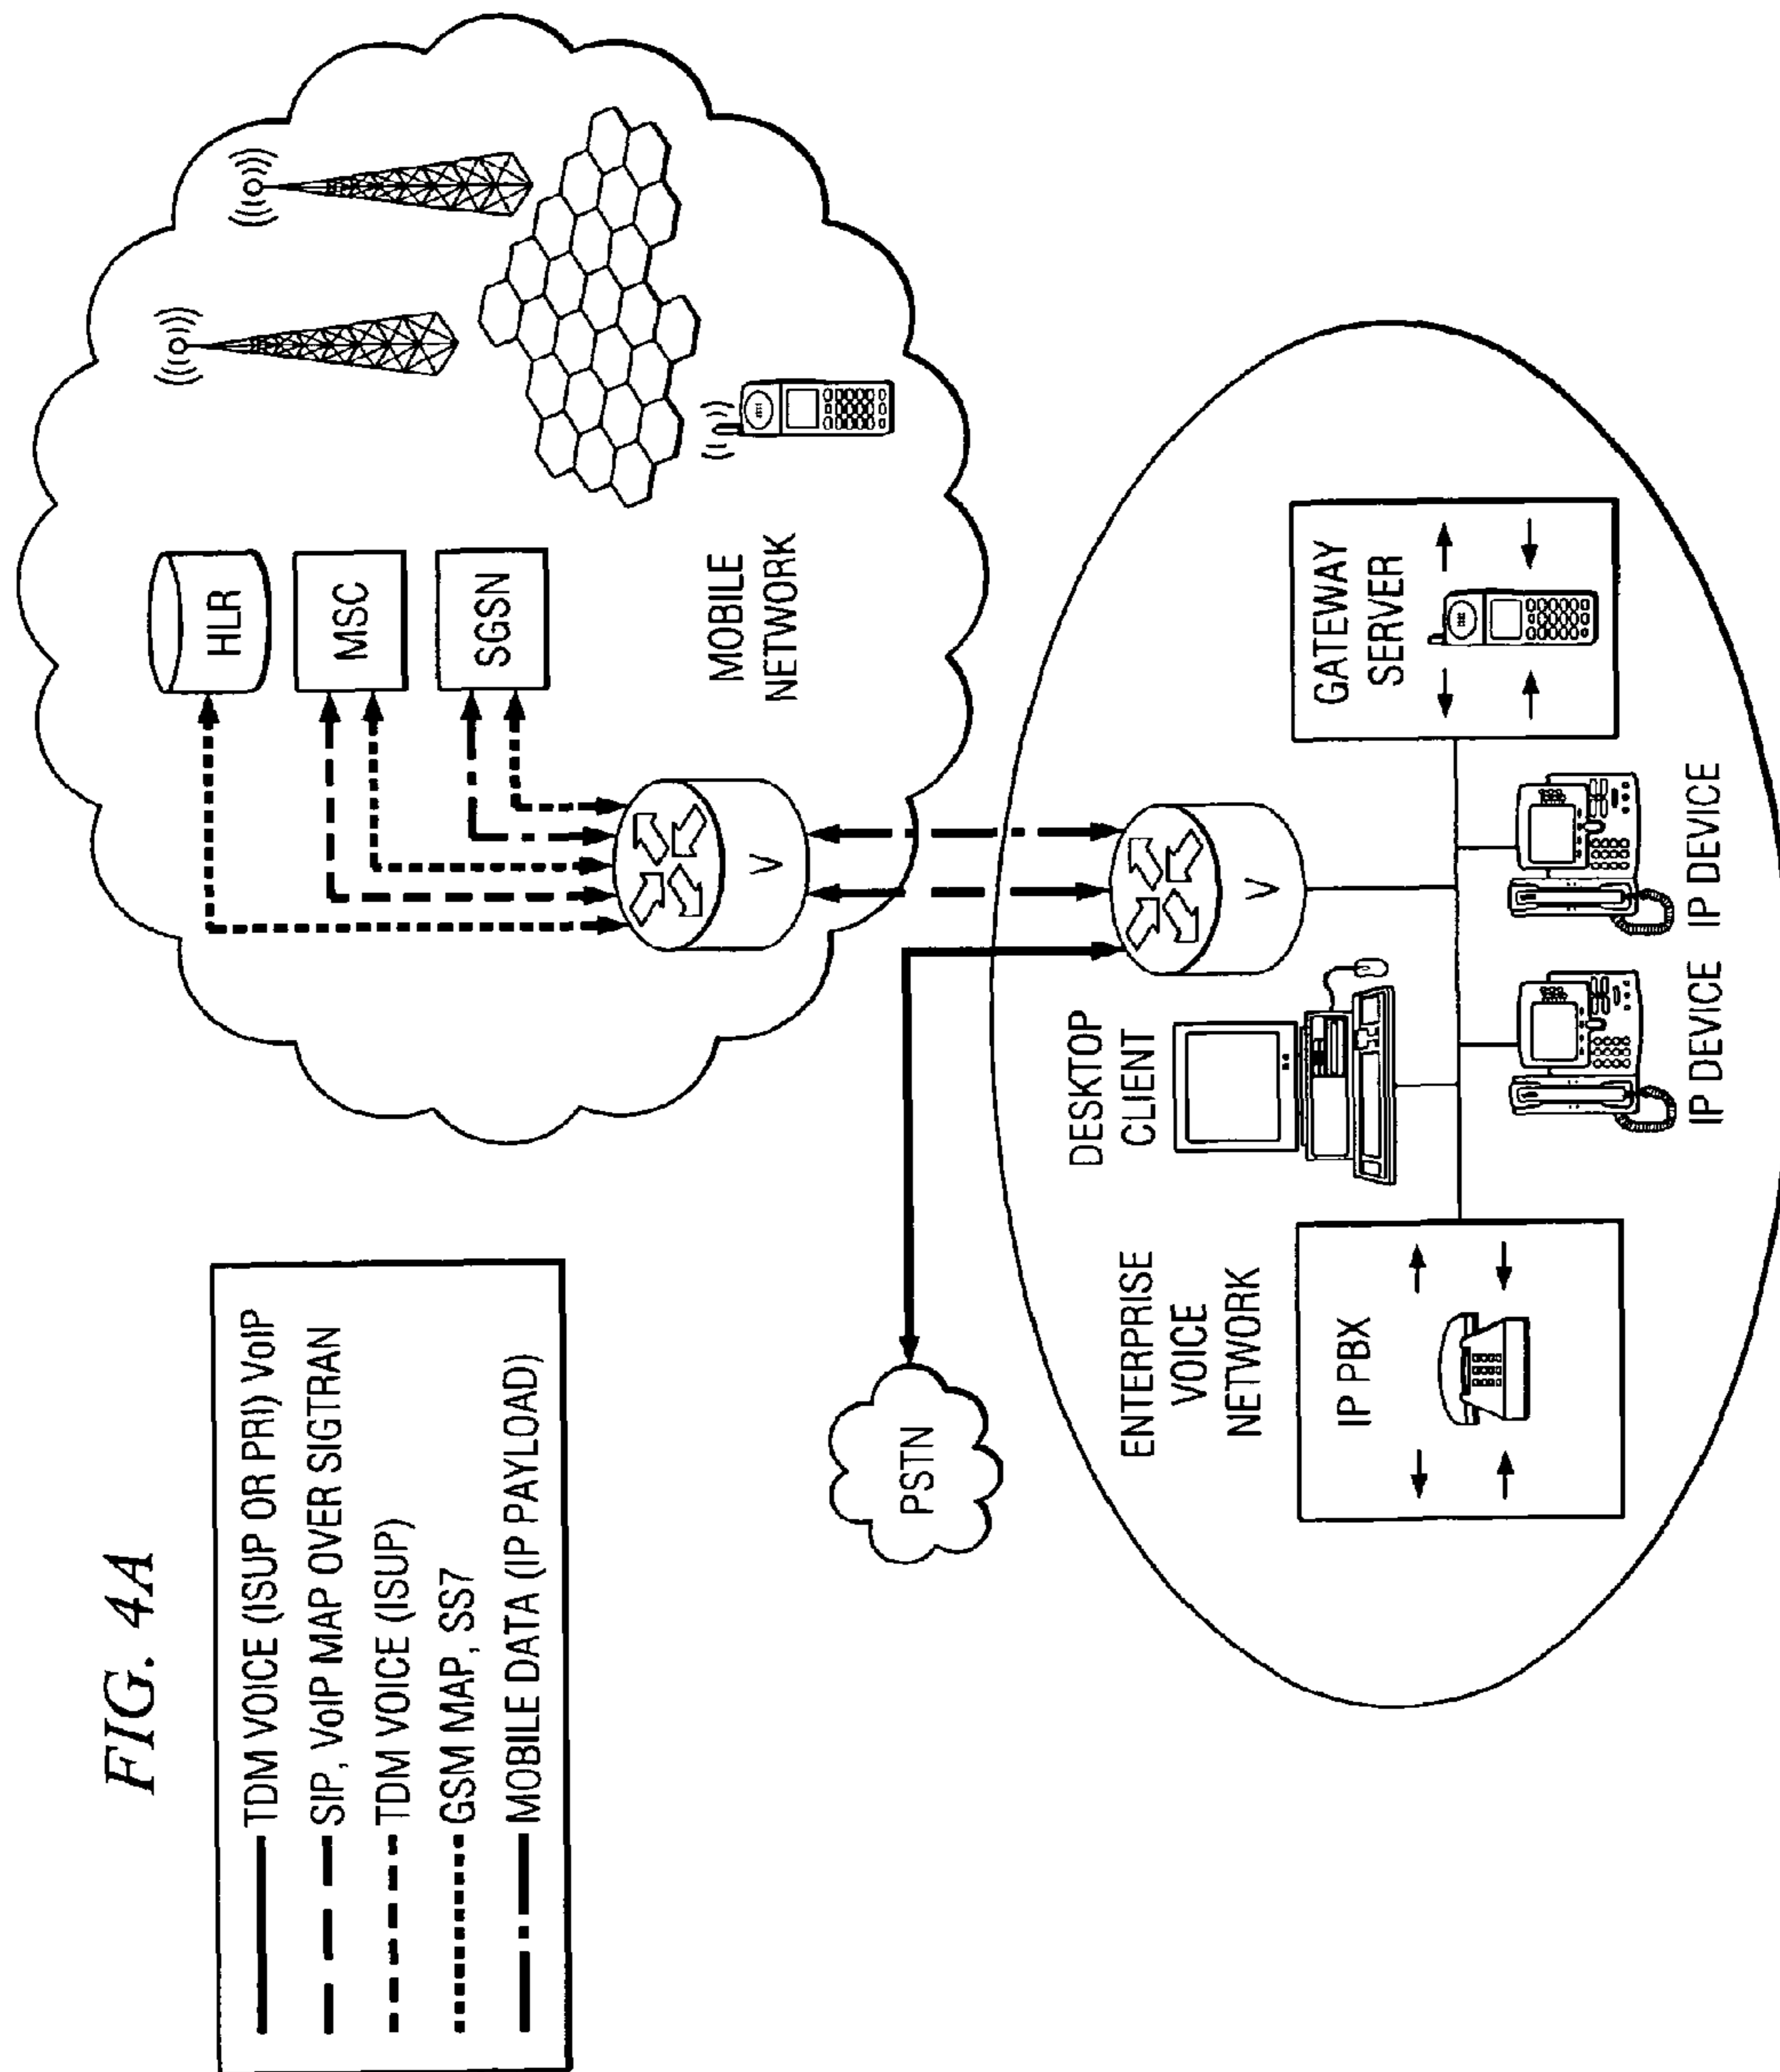 FIG. 4A
TDM VOICE (ISUP OR PRI) VoIP
SIP, VoIP MAP OVER SIGTRAN
TDM VOICE (ISUP)
GSM MAP, SS7
MOBILE DATA (IP PAYLOAD)
HLR
MSC
SGSN
MOBILE
NETWORK
V
PSTN
V
ENTERPRISE
VOICE
NETWORK
DESKTOP
CLIENT
IP PBX
GATEWAY
SERVER
IP DEVICE
IP DEVICE